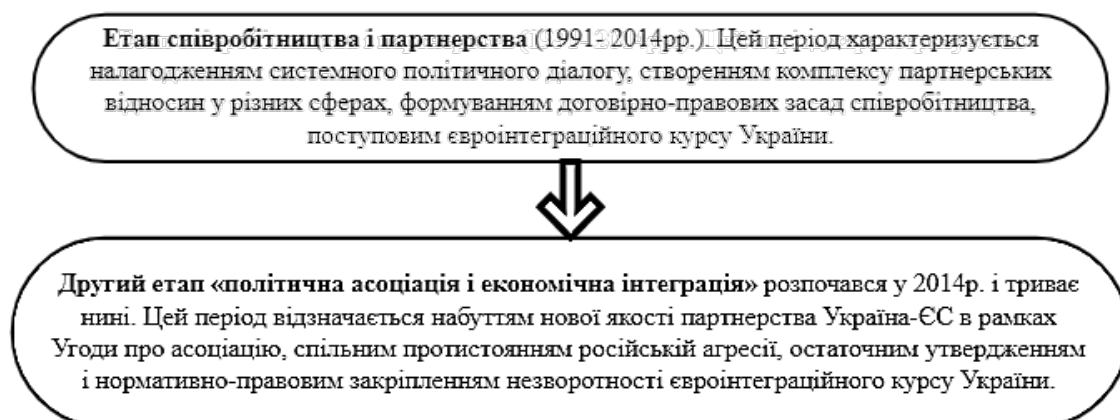 Етап співробітництва і партнерства (1991- 2014рр.). Цей період характеризується
налагодженням системного політичного діалогу, створенням комплексу партнерських
відносин у різних сферах, формуванням договірно-правових засад співробітництва,
поступовим євроінтеграційного курсу України.
Другий етап «політична асоціація і економічна інтеграція» розпочався у 2014р. і триває
нині. Цей період відзначається набуттям нової якості партнерства Україна-ЄС в рамках
Угоди про асоціацію, спільним протистоянням російській агресії, остаточним утвердженням
і нормативно-правовим закріпленням незворотності євроінтеграційного курсу України.